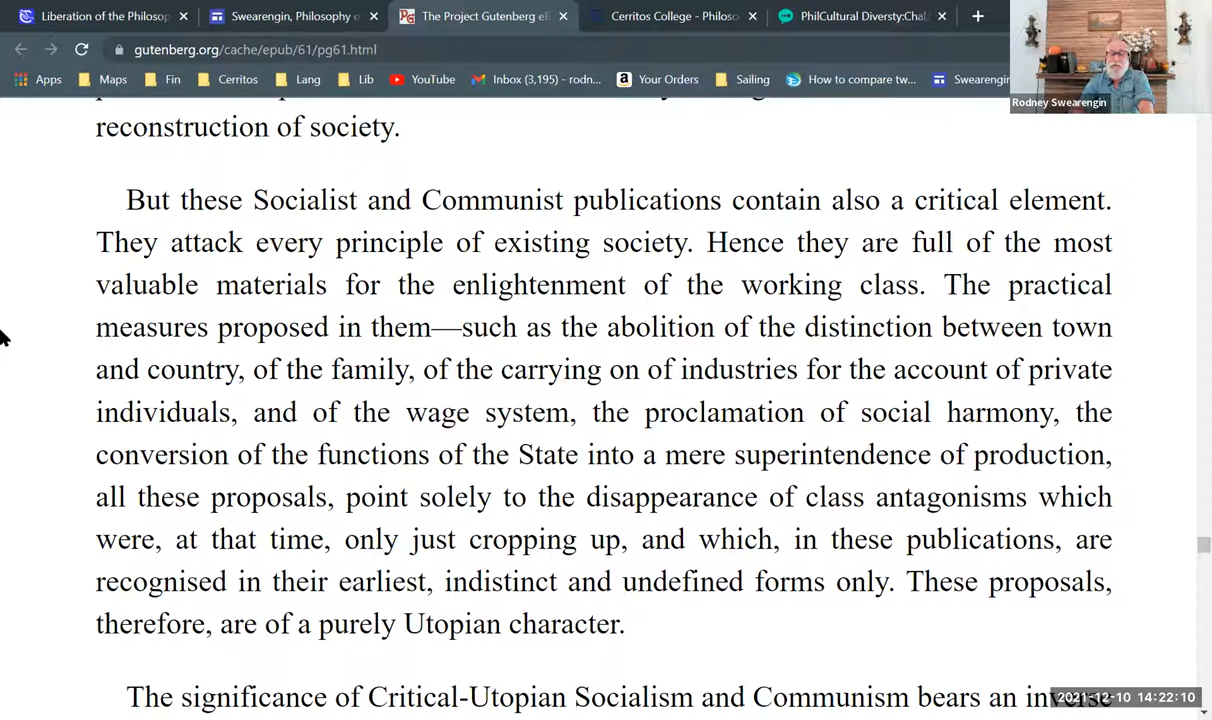 Liberation of the Philosop
Swearengin, Philosophy o
The Project Gutenberg eB
Cerritos College - Philoso
PhilCultural Diversty:Chal
gutenberg.org/cache/epub/61/pg61.html
Apps Maps Fin Cerritos Lang Lib YouTube Inbox (3,195) - rodn... Your Orders Sailing How to compare tw... Swearengin
Rodney Swearengin
reconstruction of society.
But these Socialist and Communist publications contain also a critical element.
They attack every principle of existing society. Hence they are full of the most
valuable materials for the enlightenment of the working class. The practical
measures proposed in them—such as the abolition of the distinction between town
and country, of the family, of the carrying on of industries for the account of private
individuals, and of the wage system, the proclamation of social harmony, the
conversion of the functions of the State into a mere superintendence of production,
all these proposals, point solely to the disappearance of class antagonisms which
were, at that time, only just cropping up, and which, in these publications, are
recognised in their earliest, indistinct and undefined forms only. These proposals,
therefore, are of a purely Utopian character.
The significance of Critical-Utopian Socialism and Communism bears an inverse
2021-12-10 14:22:10